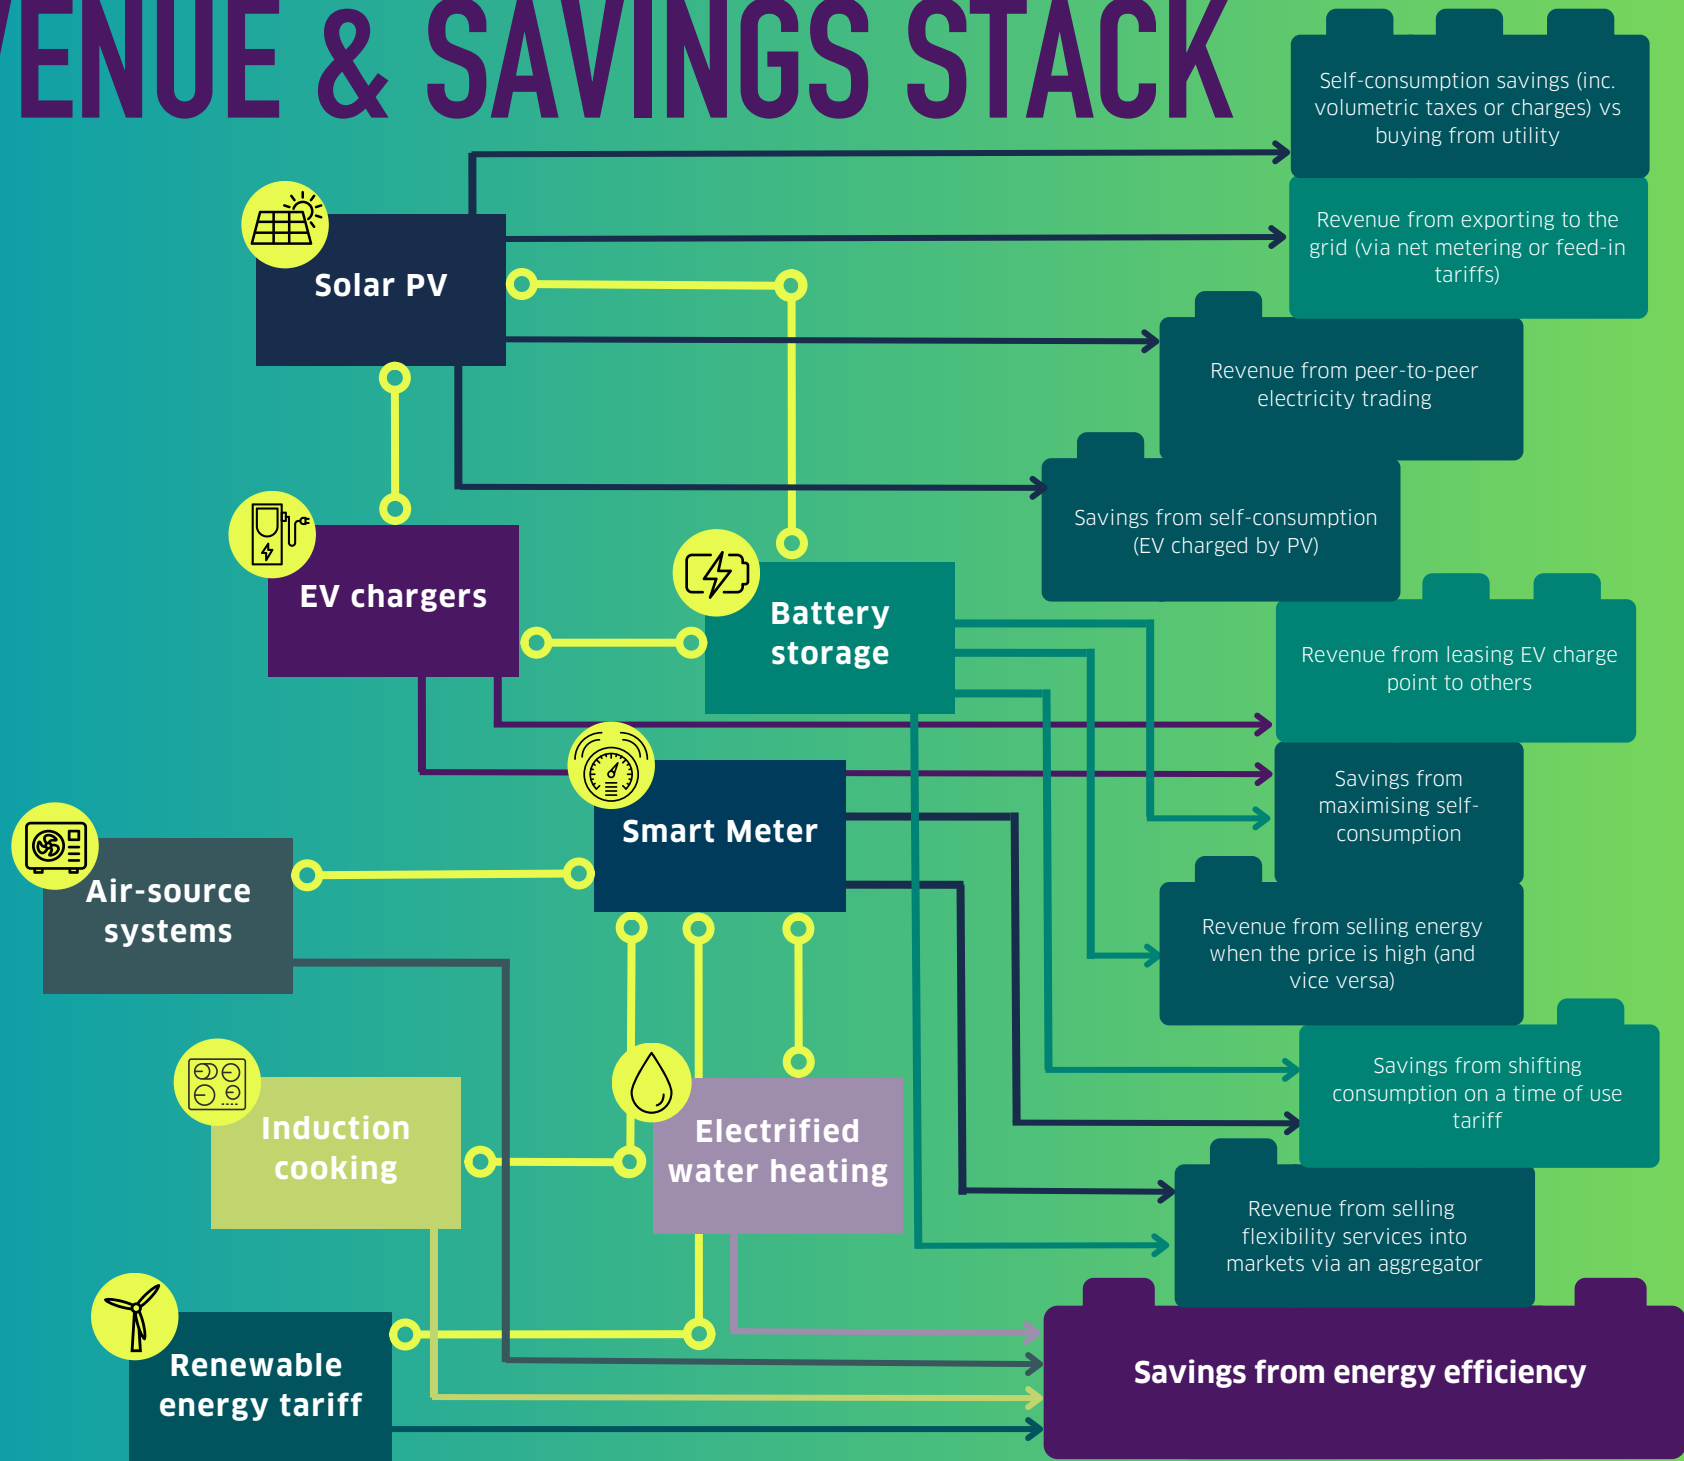 VENUE & SAVINGS STACK
Self-consumption savings (inc.
volumetric taxes or charges) vs
buying from utility
Revenue from exporting to the
grid (via net metering or feed-in
tariffs)
Solar PV
Revenue from peer-to-peer
electricity trading
Savings from self-consumption
(EV charged by PV)
EV chargers
Battery
storage
Revenue from leasing EV charge
point to others
Savings from
maximising self-
consumption
Smart Meter
Air-source
systems
Revenue from selling energy
when the price is high (and
vice versa)
Savings from shifting
consumption on a time of use
tariff
Induction
cooking
Electrified
water heating
Revenue from selling
flexibility services into
markets via an aggregator
Renewable
energy tariff
Savings from energy efficiency